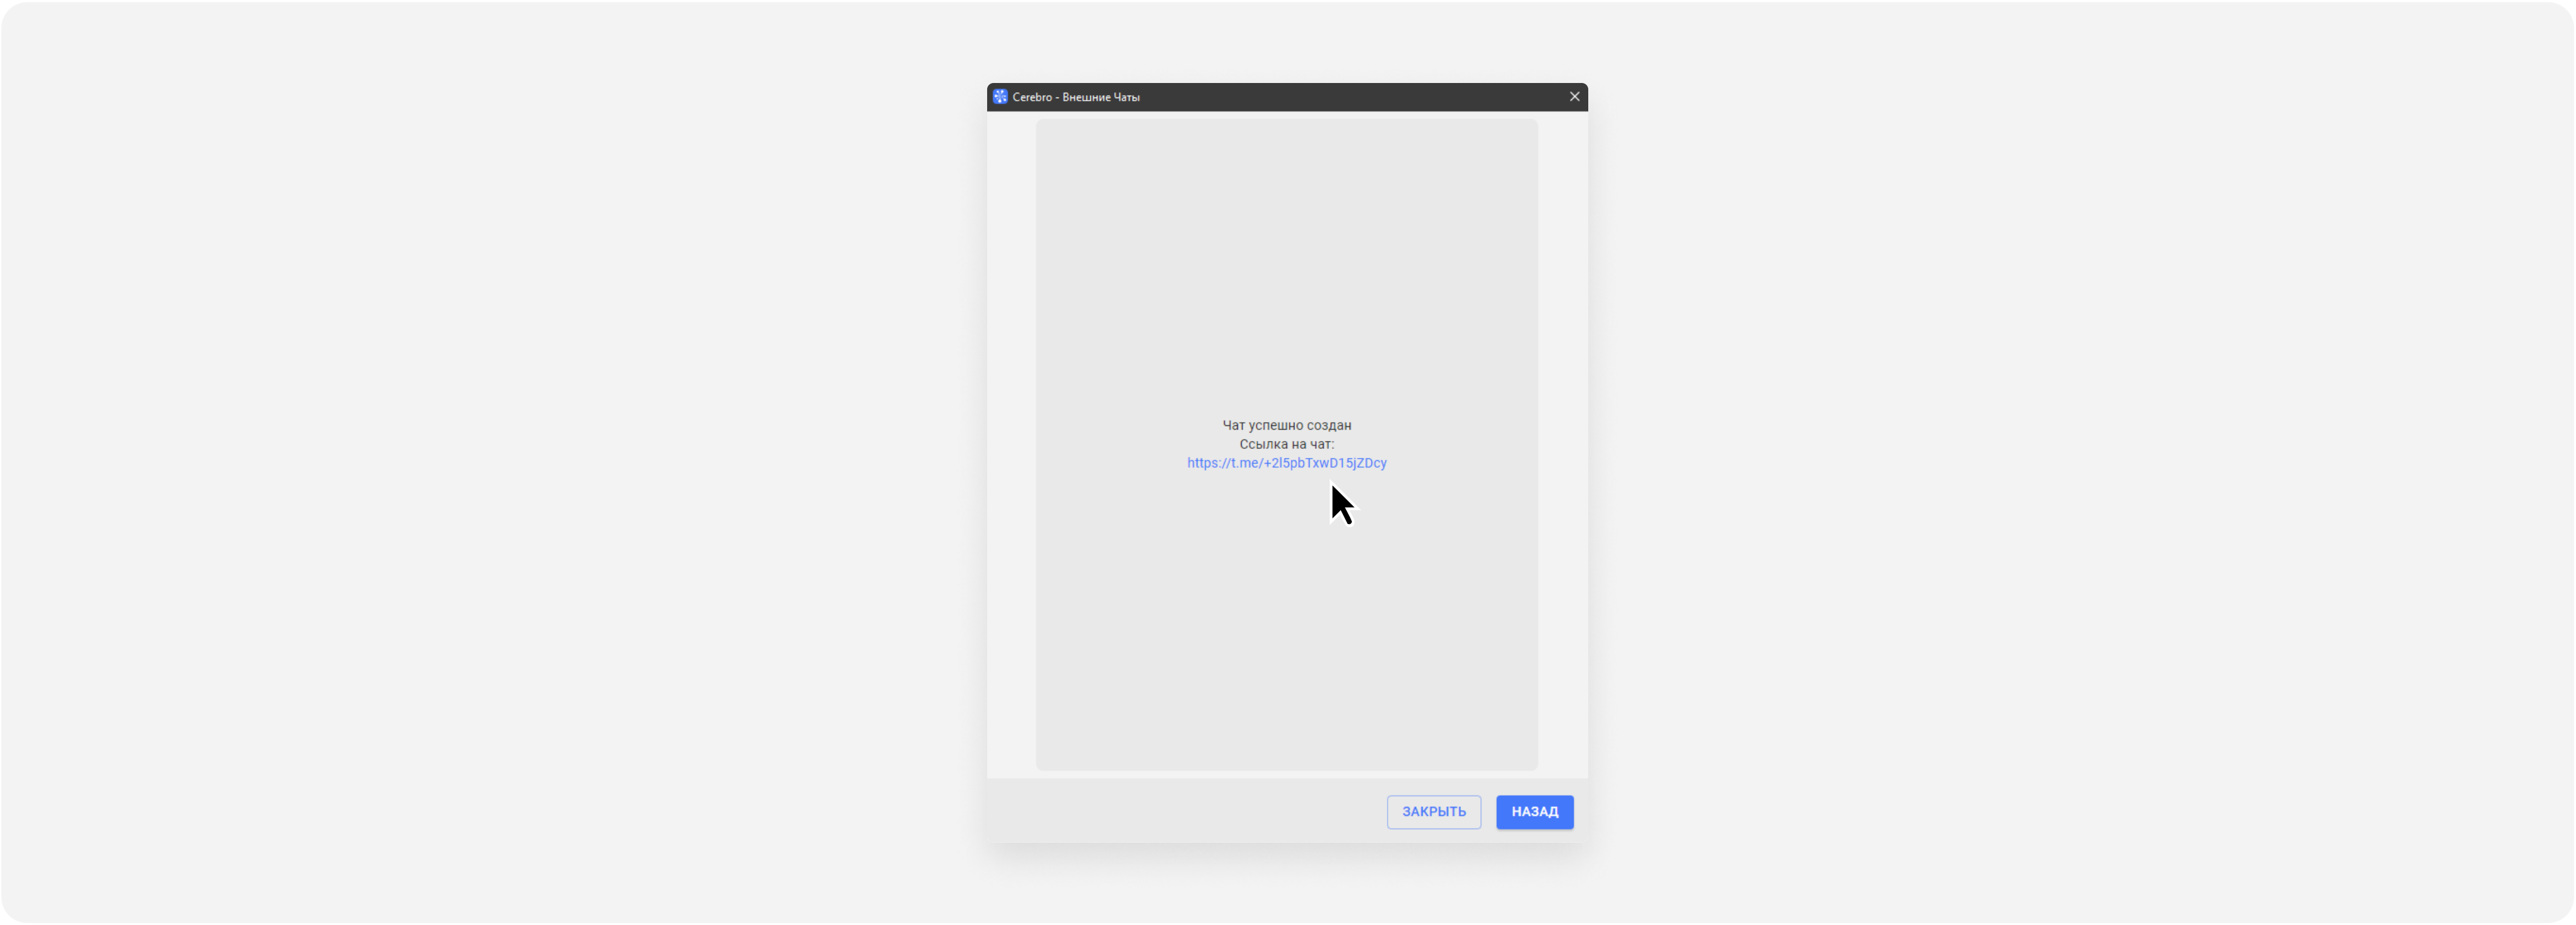 Cerebro - Внешние Чаты
Чат успешно создан
Ссылка на чат:
https://t.me/+2l5pbTxwD15jZDcy
ЗАКРЫТЬ
НАЗАД